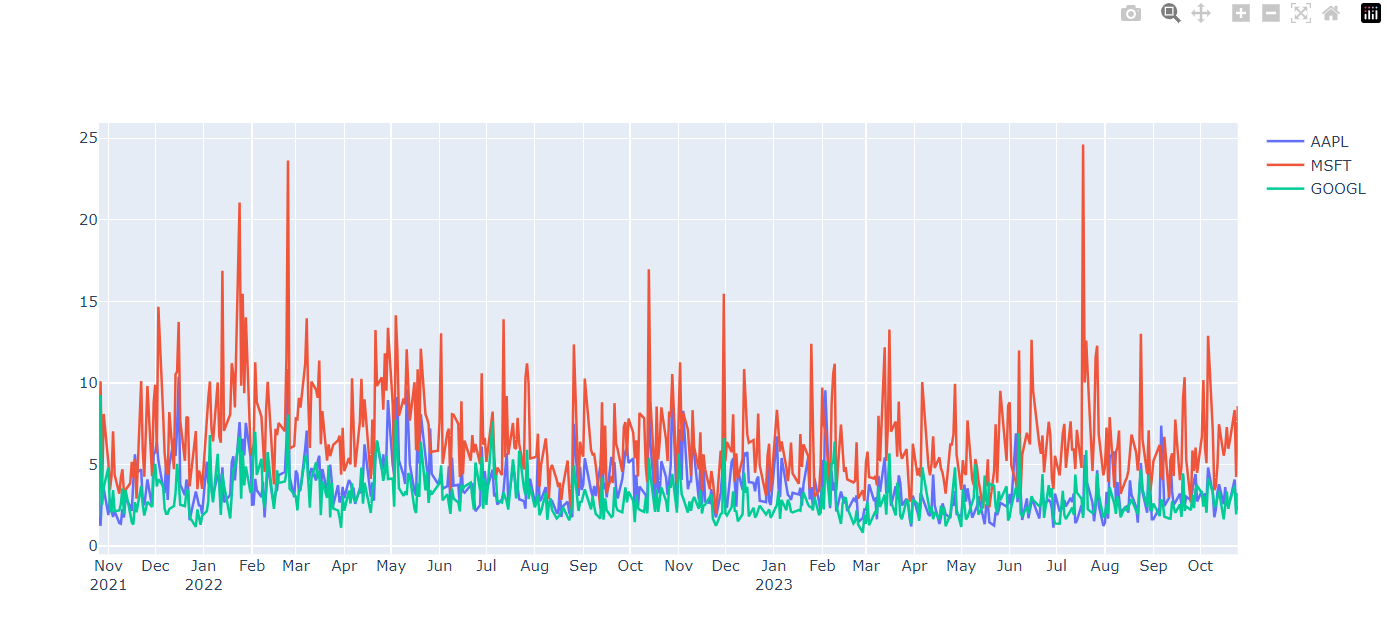 25
20
15
10
5
0
Nov Dec Jan Feb Mar Apr May Jun Jul Aug Sep Oct Nov Dec Jan Feb Mar Apr May Jun Jul Aug Sep Oct
2021 2022 2023
AAPL
MSFT
GOOGL